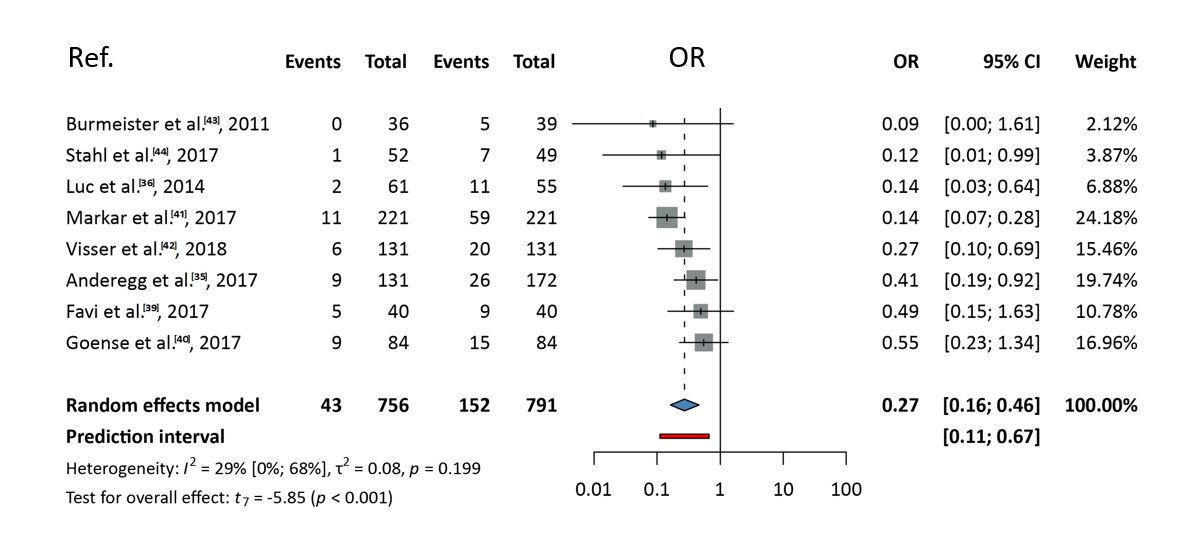 Ref. Events Total Events Total OR OR 95% CI Weight
Burmeister et al.[43], 2011 0 36 5 39 0.09 [0.00; 1.61] 2.12%
Stahl et al.[44], 2017 1 52 7 49 0.12 [0.01; 0.99] 3.87%
Luc et al.[36], 2014 2 61 11 55 0.14 [0.03; 0.64] 6.88%
Markar et al.[41], 2017 11 221 59 221 0.14 [0.07; 0.28] 24.18%
Visser et al.[42], 2018 6 131 20 131 0.27 [0.10; 0.69] 15.46%
Anderegg et al.[35], 2017 9 131 26 172 0.41 [0.19; 0.92] 19.74%
Favi et al.[39], 2017 5 40 9 40 0.49 [0.15; 1.63] 10.78%
Goense et al.[40], 2017 9 84 15 84 0.55 [0.23; 1.34] 16.96%
Random effects model 43 756 152 791 0.27 [0.16; 0.46] 100.00%
Prediction interval [0.11; 0.67]
Heterogeneity: I² = 29% [0%; 68%], τ² = 0.08, p = 0.199
Test for overall effect: t₇ = -5.85 (p < 0.001)
0.01 0.1 1 10 100